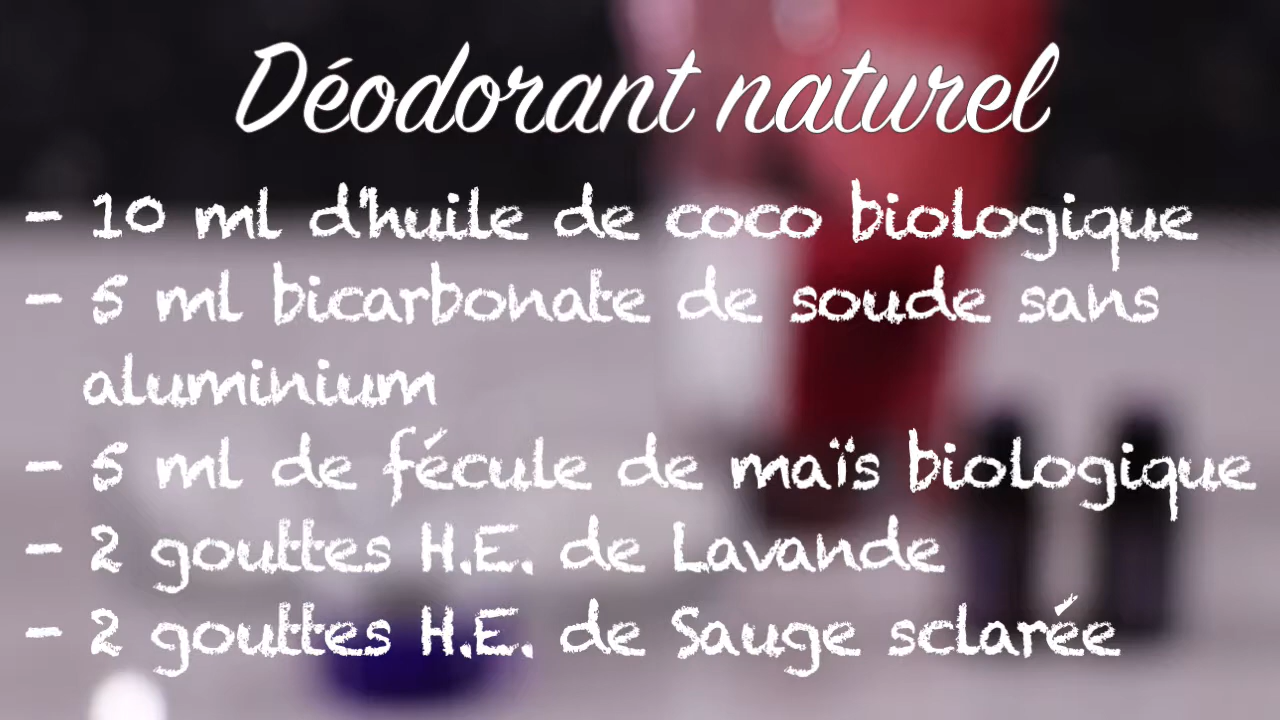 Déodorant naturel
- 10 ml d'huile de coco biologique
- 5 ml bicarbonate de soude sans
aluminium
- 5 ml de fécule de maïs biologique
- 2 gouttes H.E. de Lavande
- 2 gouttes H.E. de Sauge sclarée